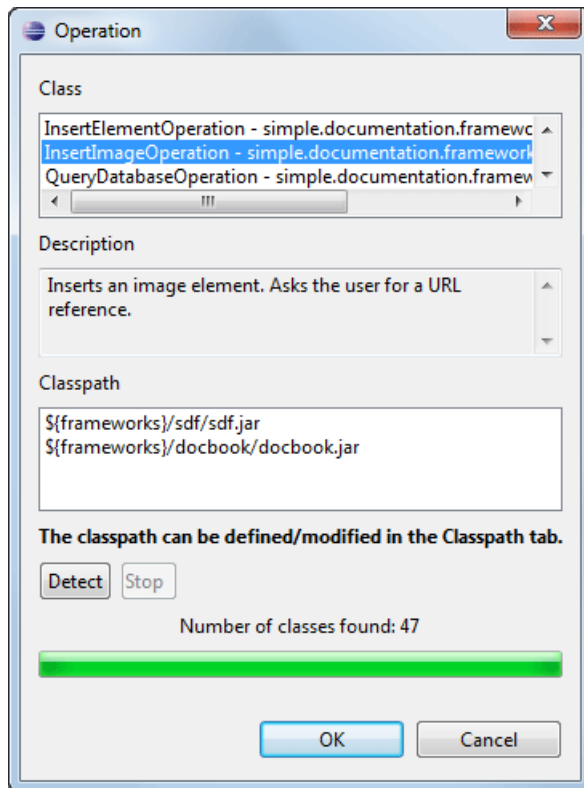 Operation
Class
InsertElementOperation - simple.documentation.framewc
InsertImageOperation - simple.documentation.framework
QueryDatabaseOperation - simple.documentation.framew
Description
Inserts an image element. Asks the user for a URL
reference.
Classpath
${frameworks}/sdf/sdf.jar
${frameworks}/docbook/docbook.jar
The classpath can be defined/modified in the Classpath tab.
Detect Stop
Number of classes found: 47
OK Cancel